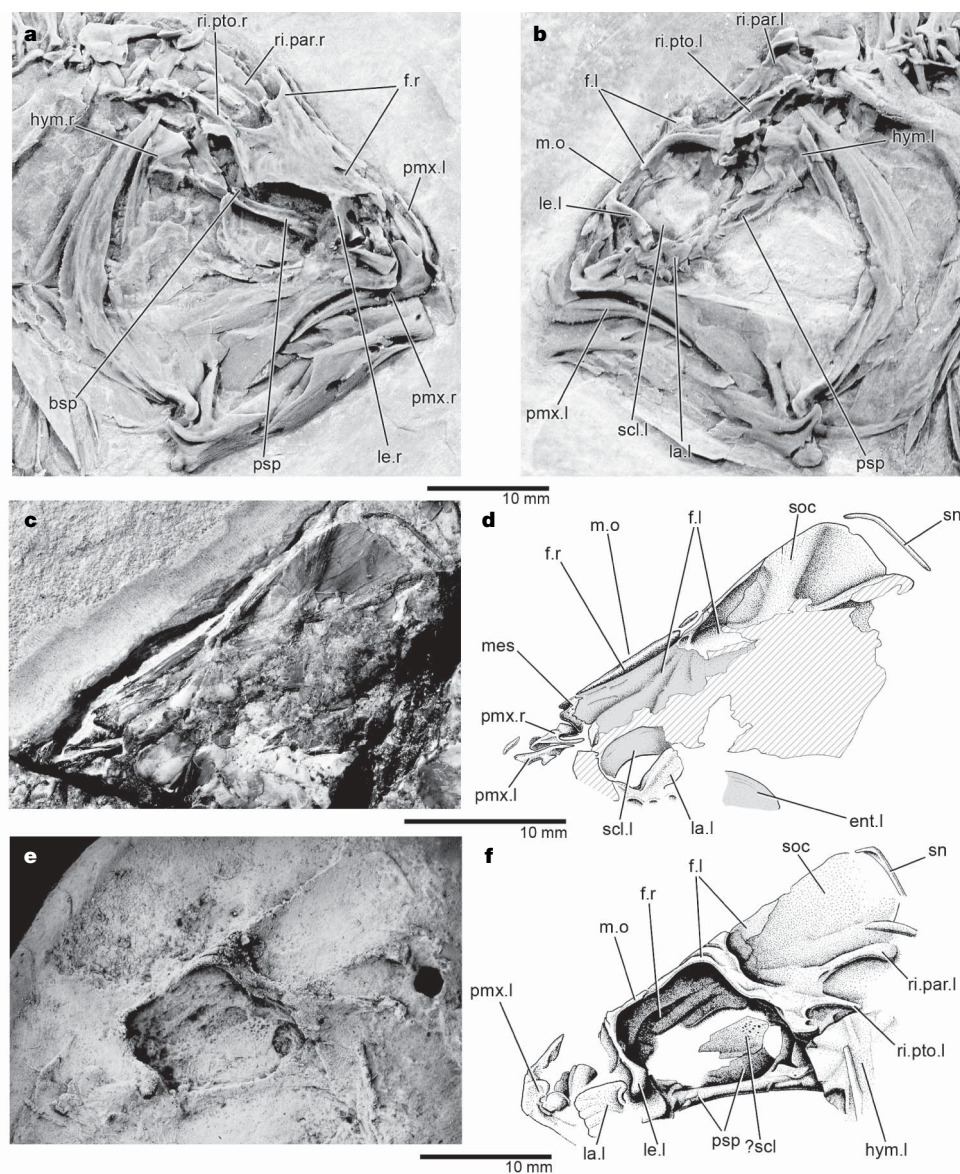 a
ri.pto.r
ri.par.r
f.r
hym.r
pmx.l
bsp
psp
le.r
pmx.r
b
ri.par.l
ri.pto.l
f.l
m.o
hym.l
le.l
pmx.l
scl.l
la.l
psp
10 mm
c
d
soc
sn
f.l
m.o
f.r
mes
pmx.r
pmx.l
scl.l
la.l
ent.l
10 mm
e
f
soc
sn
f.l
f.r
m.o
pmx.l
ri.par.l
ri.pto.l
la.l
le.l
psp
?scl
hym.l
10 mm